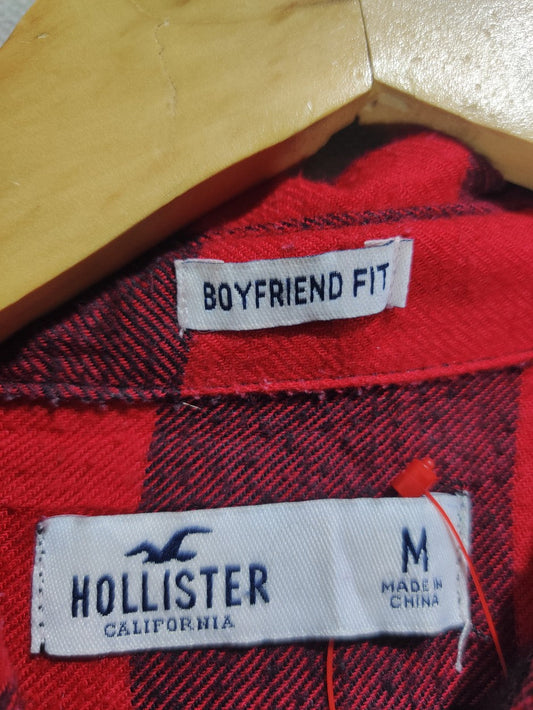 BOYFRIEND FIT
HOLLISTER
CALIFORNIA
M
MADE IN
CHINA